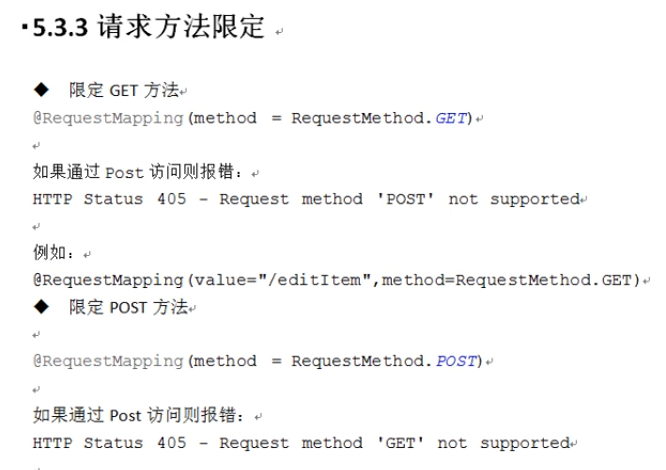 5.3.3 请求方法限定
◆ 限定 GET 方法
@RequestMapping(method = RequestMethod.GET)
如果通过 Post 访问则报错：
HTTP Status 405 - Request method 'POST' not supported
例如：
@RequestMapping(value="/editItem",method=RequestMethod.GET)
◆ 限定 POST 方法
@RequestMapping(method = RequestMethod.POST)
如果通过 Post 访问则报错：
HTTP Status 405 - Request method 'GET' not supported